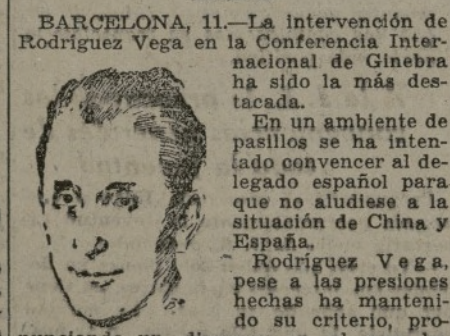 BARCELONA, 11.—La intervención de
Rodríguez Vega en la Conferencia Inter-
nacional de Ginebra
ha sido la más des-
tacada.
En un ambiente de
pasillos se ha inten-
tado convencer al de-
legado español para
que no aludiese a la
situación de China y
España.
Rodríguez Vega,
pese a las presiones
hechas ha manteni-
do su criterio, pro-